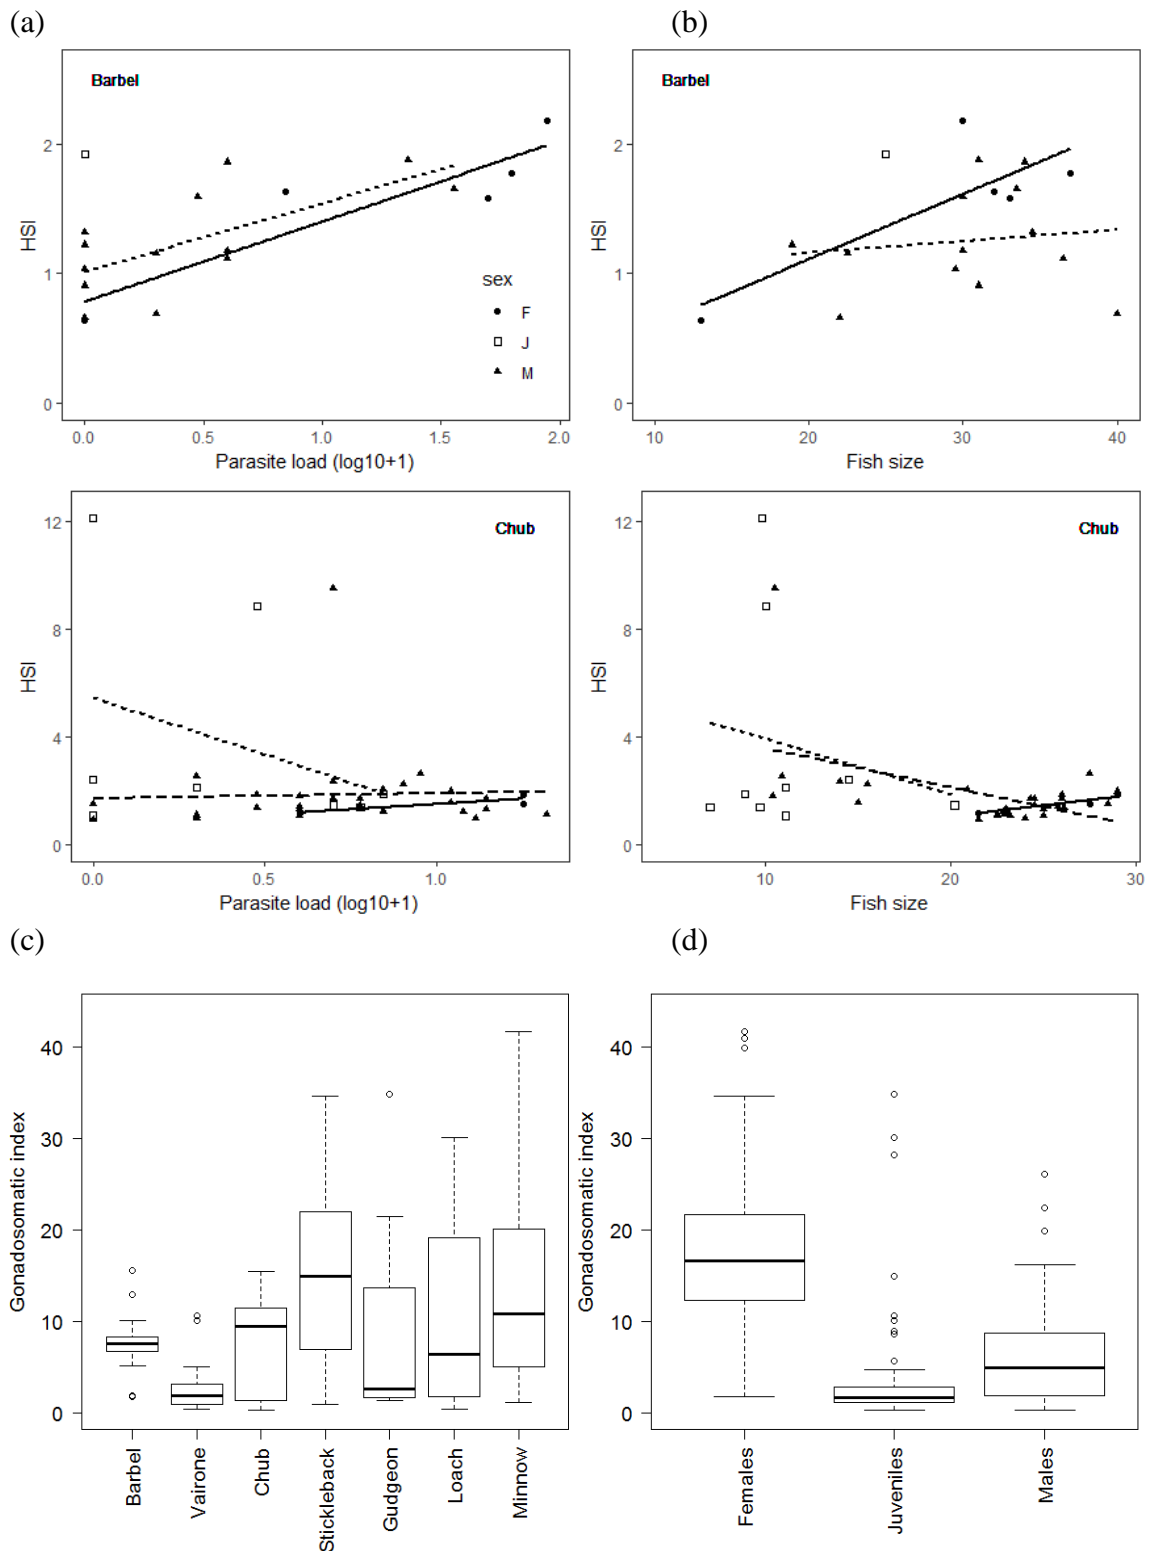 (a)
(b)
Barbel
HSI
0
1
2
sex
F
J
M
0.0
0.5
1.0
1.5
2.0
Parasite load (log10+1)
Barbel
HSI
0
1
2
10
20
30
40
Fish size
Chub
HSI
0
4
8
12
0.0
0.5
1.0
Parasite load (log10+1)
Chub
HSI
0
4
8
12
10
20
30
Fish size
(c)
(d)
Gonadosomatic index
0
10
20
30
40
Barbel
Vairone
Chub
Stickleback
Gudgeon
Loach
Minnow
Gonadosomatic index
0
10
20
30
40
Females
Juveniles
Males